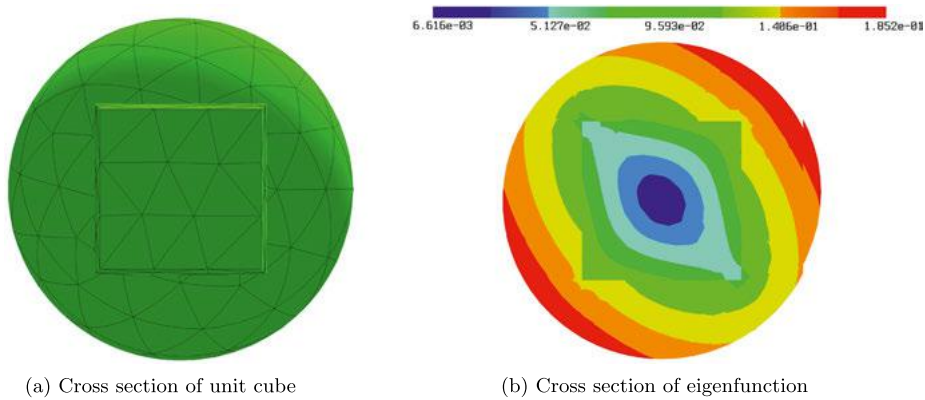 6.616e-03 5.127e-02 9.593e-02 1.406e-01 1.852e-01
(a) Cross section of unit cube
(b) Cross section of eigenfunction